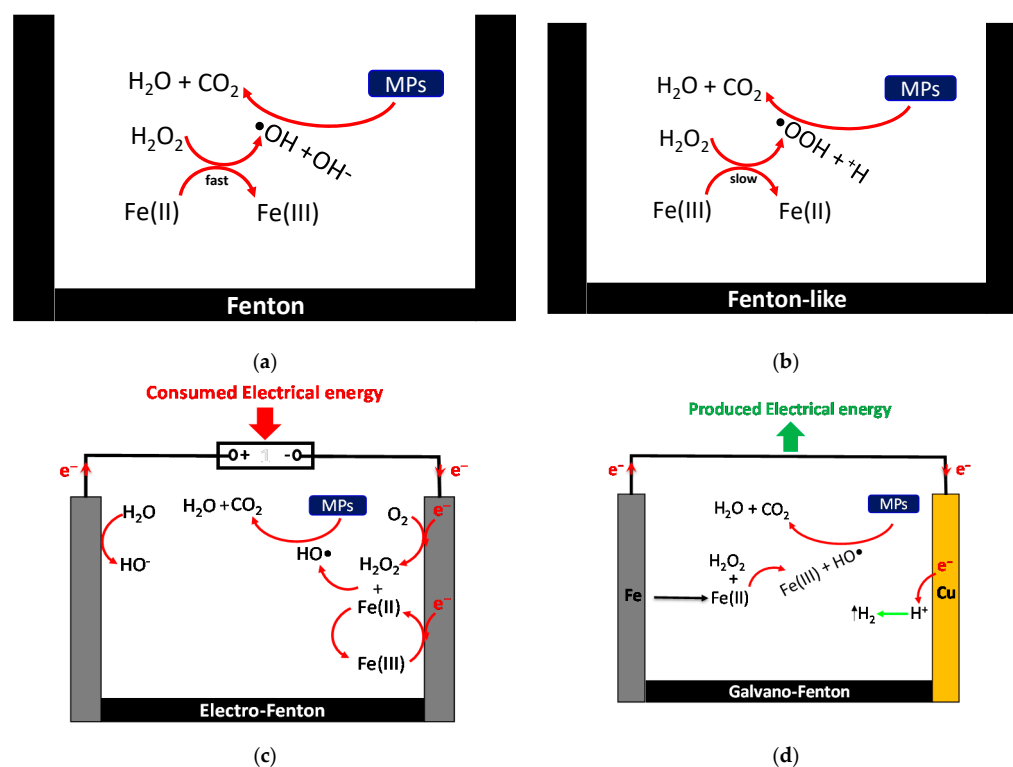 H₂O + CO₂
MPs
H₂O₂
•OH + OH⁻
fast
Fe(II)
Fe(III)
Fenton
(a)
H₂O + CO₂
MPs
H₂O₂
•OOH + ⁺H
slow
Fe(III)
Fe(II)
Fenton-like
(b)
Consumed Electrical energy
O+ 1 -O
e⁻
e⁻
H₂O
HO⁻
H₂O +CO₂
MPs
O₂
e⁻
HO•
H₂O₂
+
Fe(II)
e⁻
Fe(III)
Electro-Fenton
(c)
Produced Electrical energy
e⁻
e⁻
H₂O + CO₂
MPs
H₂O₂
+
Fe(II)
Fe(III) + HO•
Fe
e⁻
Cu
↑H₂
H⁺
Galvano-Fenton
(d)